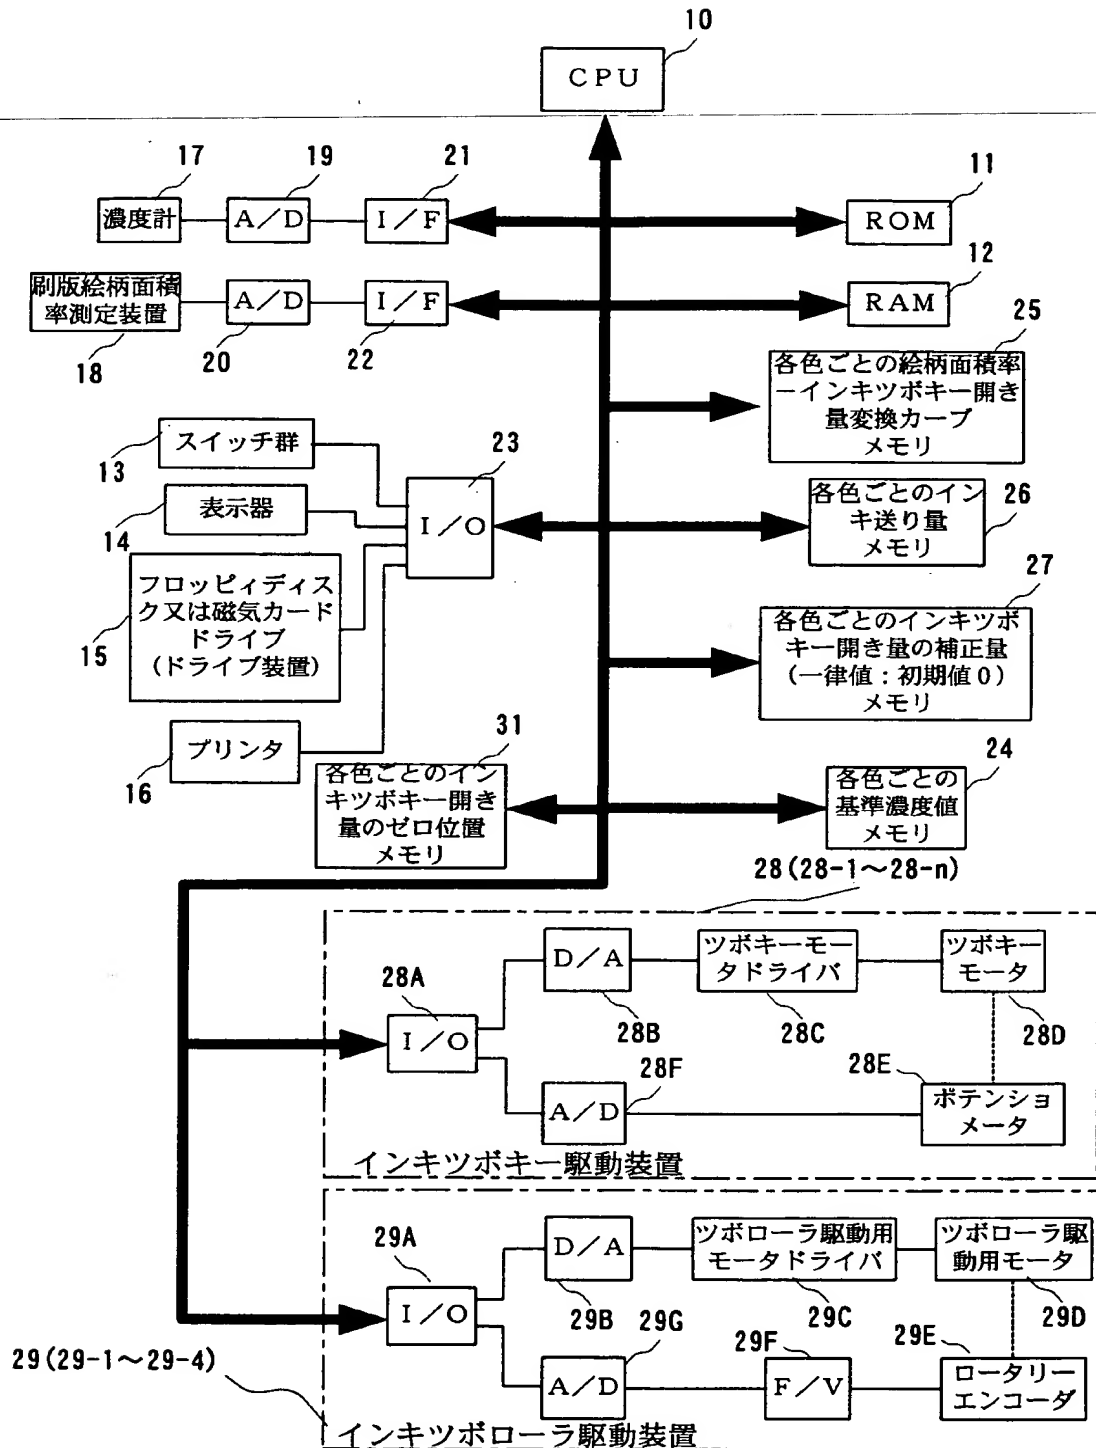 10
CPU
17
19
21
11
濃度計
A/D
I/F
ROM
12
刷版絵柄面積
率測定装置
A/D
I/F
RAM
18
20
22
25
各色ごとの絵柄面積率
－インキツボキー開き
量変換カーブ
メモリ
スイッチ群
13
23
表示器
14
I/O
各色ごとのイン
キ送り量
メモリ
26
フロッピィディス
ク又は磁気カード
ドライブ
(ドライブ装置)
15
27
各色ごとのインキツボ
キー開き量の補正量
(一律値:初期値0)
メモリ
プリンタ
16
31
各色ごとのイン
キツボキー開き
量のゼロ位置
メモリ
24
各色ごとの
基準濃度値
メモリ
28(28-1～28-n)
28A
I/O
D/A
28B
ツボキーモー
タドライバ
28C
ツボキー
モータ
28D
28F
A/D
28E
ポテンショ
メータ
インキツボキー駆動装置
29A
I/O
D/A
29B
ツボローラ駆動用
モータドライバ
29C
ツボローラ駆
動用モータ
29D
29G
A/D
29F
F/V
29E
ロータリー
エンコーダ
29(29-1～29-4)
インキツボローラ駆動装置